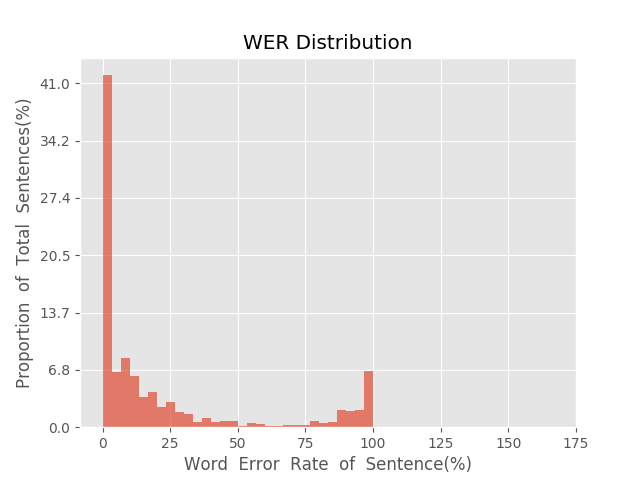 WER Distribution
41.0
34.2
27.4
20.5
13.7
6.8
0.0
Proportion of Total Sentences(%)
0 25 50 75 100 125 150 175
Word Error Rate of Sentence(%)